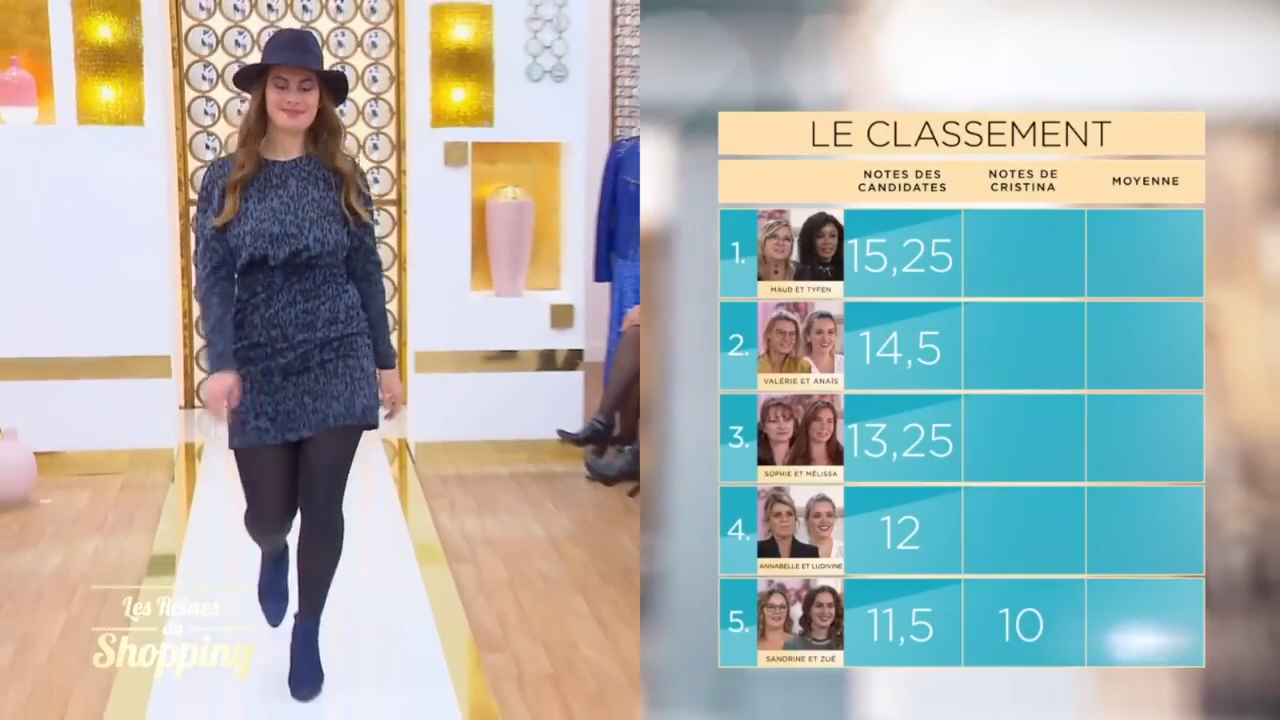 Les Reines
du
Shopping
LE CLASSEMENT
NOTES DES
CANDIDATES
NOTES DE
CRISTINA
MOYENNE
1.
MAUD ET TYFEN
15,25
2.
VALÉRIE ET ANAÏS
14,5
3.
SOPHIE ET MÉLISSA
13,25
4.
ANNABELLE ET LUDIVINE
12
5.
SANDRINE ET ZOÉ
11,5
10